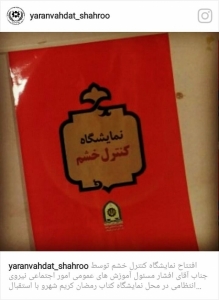 yaranvahdat_shahroo
نمایشگاه
کنترل خشم
yaranvahdat_shahroo افتتاح نمایشگاه کنترل خشم توسط
جناب آقای افشار مسئول آموزش های عمومی امور اجتماعی نیروی
انتظامی در محل نمایشگاه کتاب رمضان کریم شهرو با استقبال...